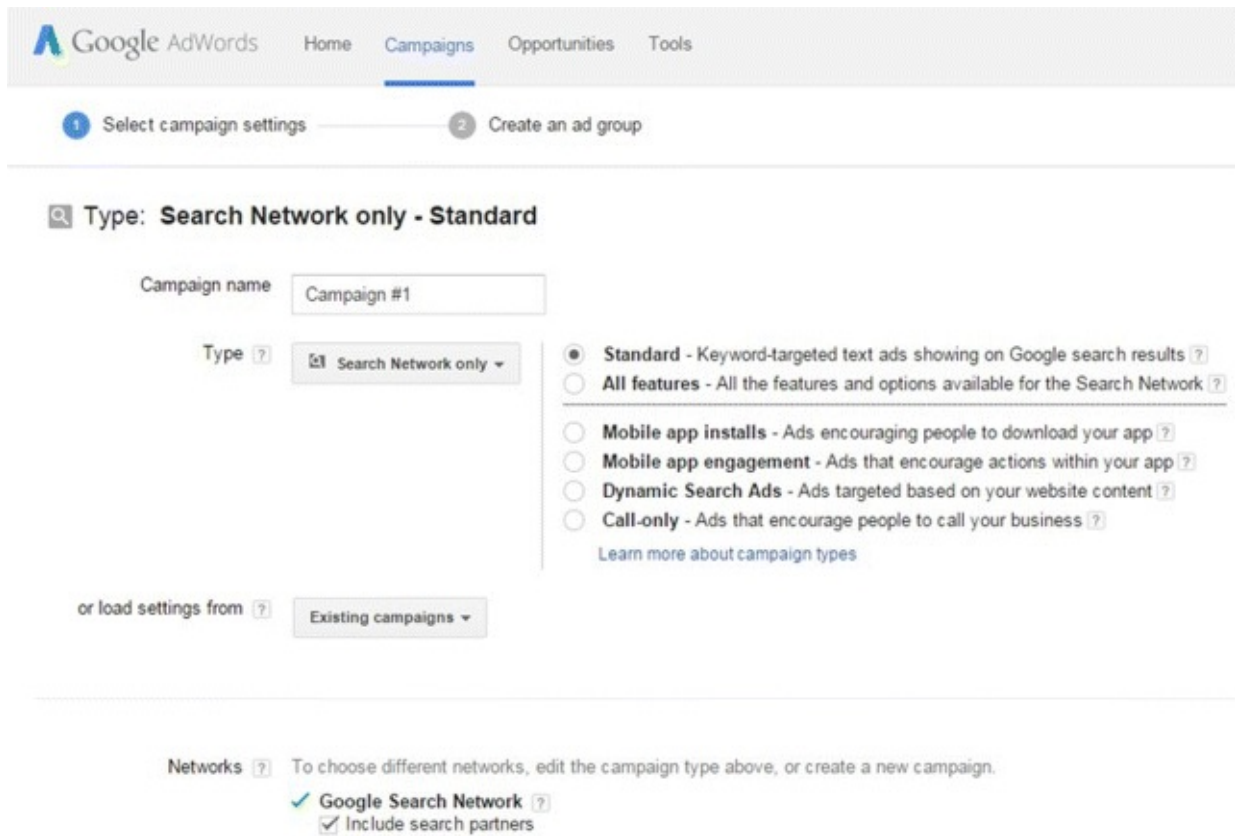 Google AdWords Home Campaigns Opportunities Tools
1 Select campaign settings 2 Create an ad group
Type: Search Network only - Standard
Campaign name Campaign #1
Type ? Search Network only
Standard - Keyword-targeted text ads showing on Google search results ?
All features - All the features and options available for the Search Network ?
Mobile app installs - Ads encouraging people to download your app ?
Mobile app engagement - Ads that encourage actions within your app ?
Dynamic Search Ads - Ads targeted based on your website content ?
Call-only - Ads that encourage people to call your business ?
Learn more about campaign types
or load settings from ? Existing campaigns
Networks ? To choose different networks, edit the campaign type above, or create a new campaign.
Google Search Network ?
Include search partners